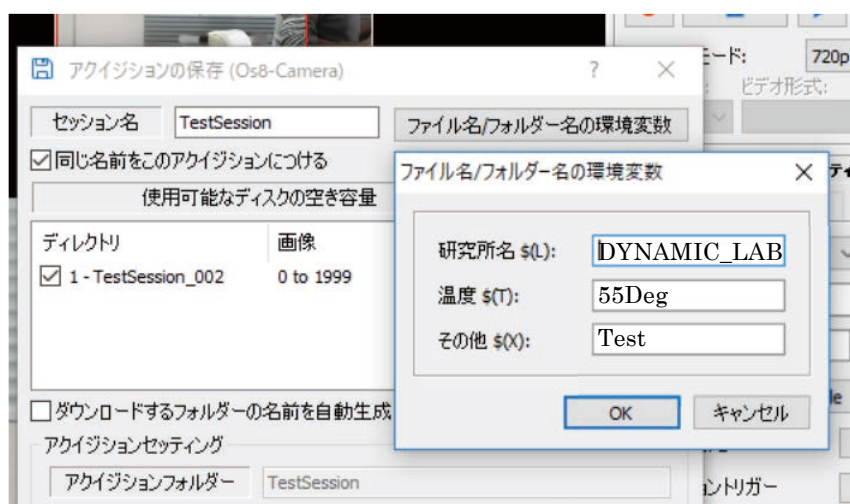 アクイジションの保存 (Os8-Camera)
モード: 720p
ビデオ形式:
セッション名 TestSession ファイル名/フォルダー名の環境変数
同じ名前をこのアクイジションにつける
使用可能なディスクの空き容量
ディレクトリ 画像
1 - TestSession_002 0 to 1999
ダウンロードするフォルダーの名前を自動生成
アクイジションセッティング
アクイジションフォルダー TestSession
ファイル名/フォルダー名の環境変数
研究所名 $(L): DYNAMIC_LAB
温度 $(T): 55Deg
その他 $(X): Test
OK キャンセル
トリガー